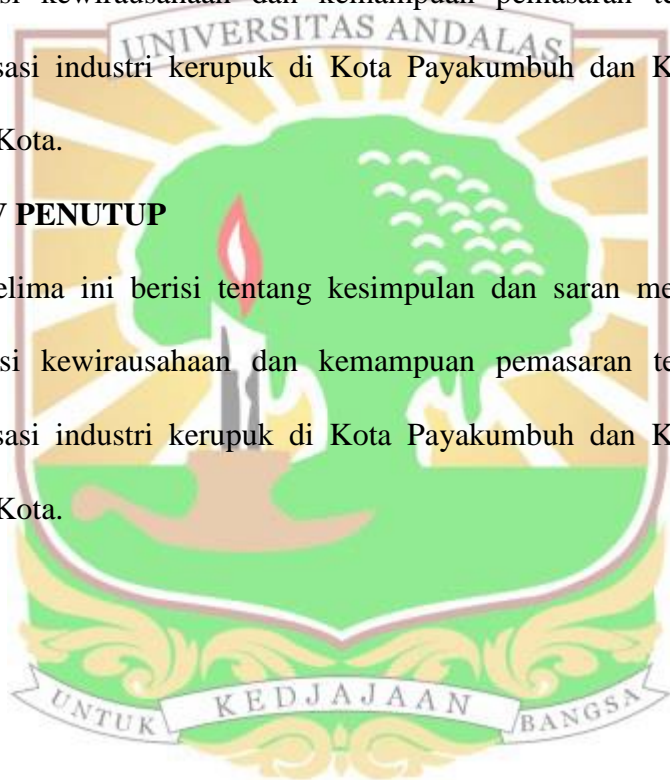 si kewirausahaan dan kemampuan pemasaran te
UNIVERSITAS ANDALAS
sasi industri kerupuk di Kota Payakumbuh dan K
Kota.
PENUTUP
elima ini berisi tentang kesimpulan dan saran me
si kewirausahaan dan kemampuan pemasaran te
sasi industri kerupuk di Kota Payakumbuh dan K
Kota.
UNTUK KEDJAJAAN BANGSA